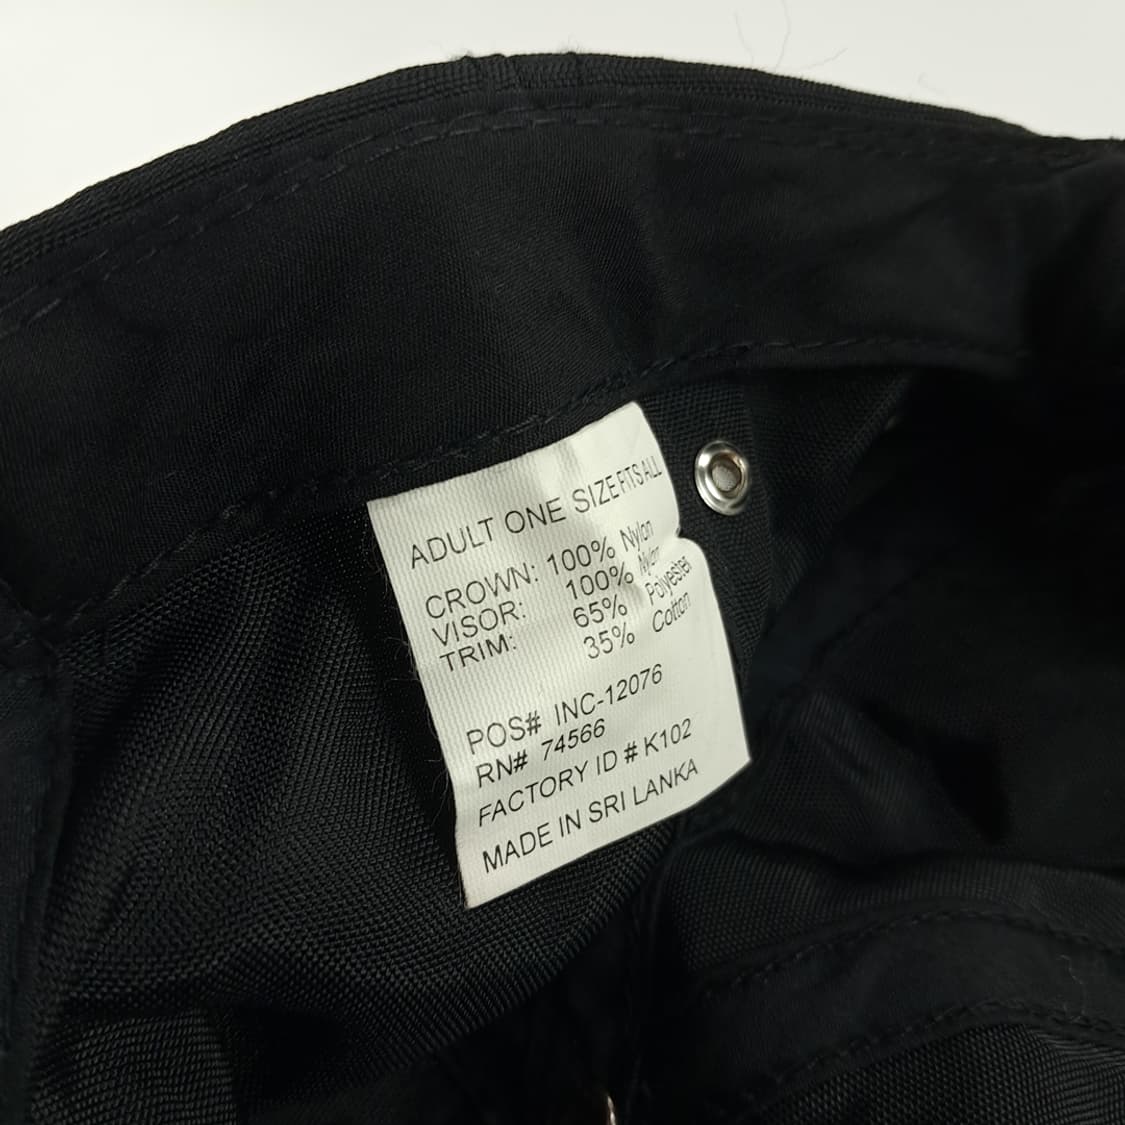 ADULT ONE SIZE FITS ALL
CROWN: 100% Nylon
VISOR: 100% Nylon
TRIM: 65% Polyester
35% Cotton
POS# INC-12076
RN# 74566
FACTORY ID # K102
MADE IN SRI LANKA